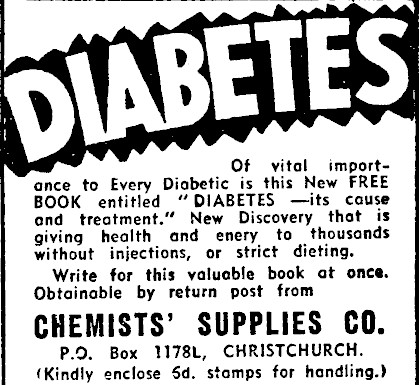 DIABETES
Of vital import-
ance to Every Diabetic is this New FREE
BOOK entitled "DIABETES —its cause
and treatment." New Discovery that is
giving health and enery to thousands
without injections, or strict dieting.
Write for this valuable book at once.
Obtainable by return post from
CHEMISTS' SUPPLIES CO.
P.O. Box 1178L, CHRISTCHURCH.
(Kindly enclose 6d. stamps for handling.)